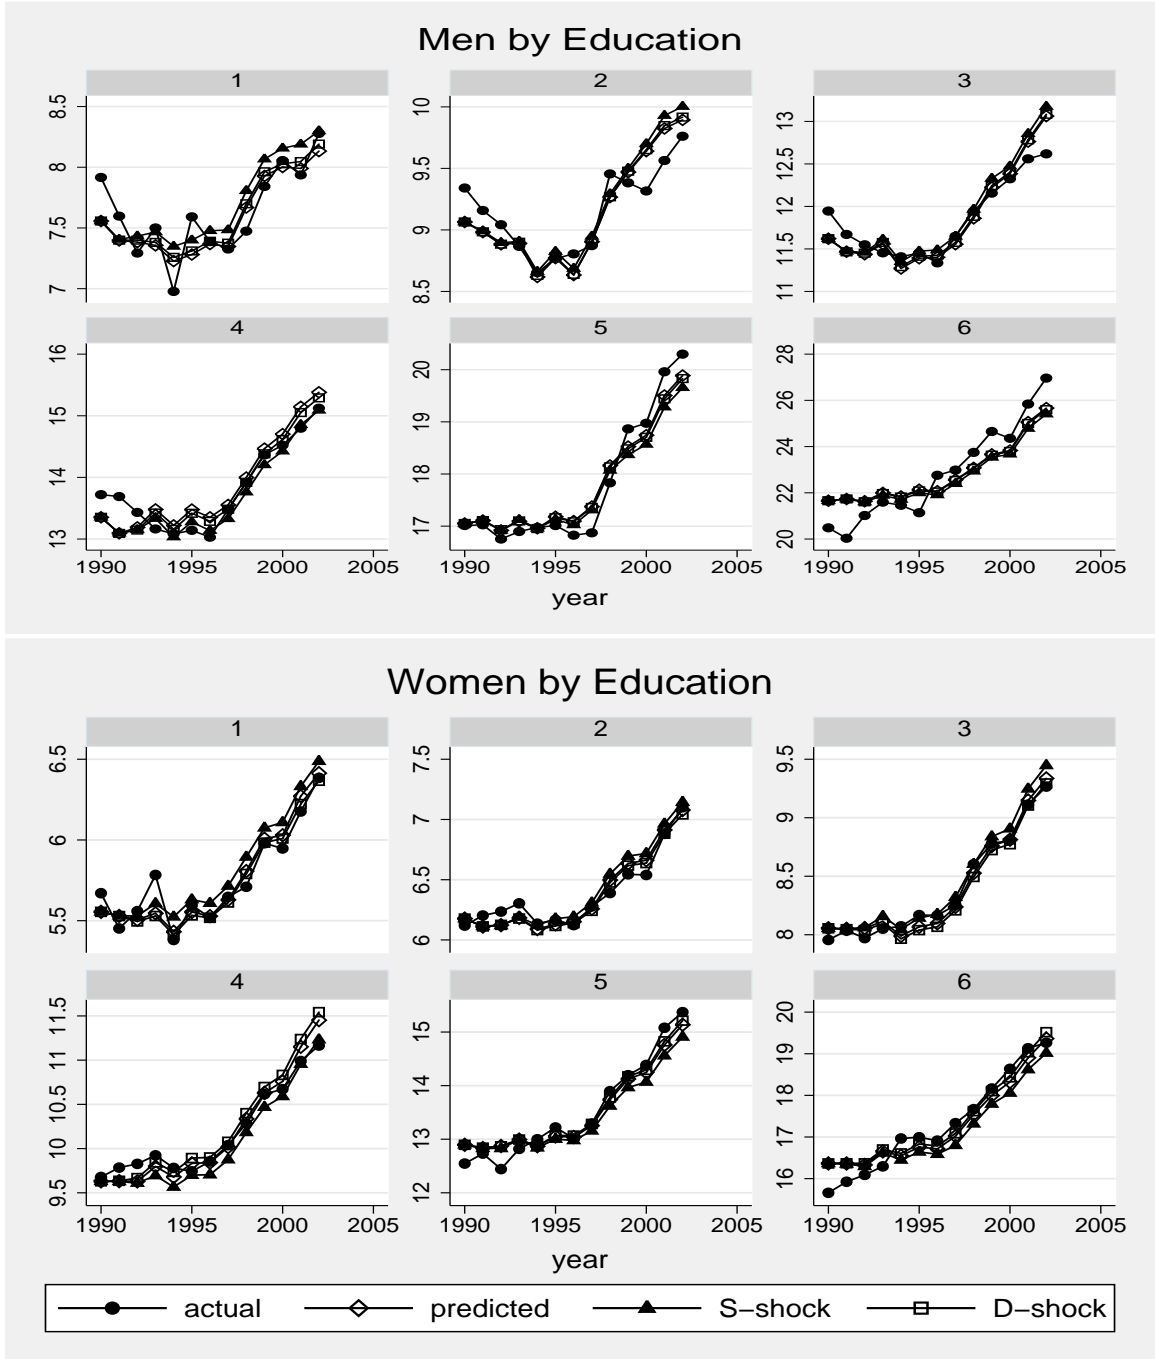 Men by Education
1 2 3
8.5 10 13
8 9.5 12.5
7.5 9 12
7 8.5 11.5
11
4 5 6
16 20 28
15 19 26
14 18 24
13 17 22
20
1990 1995 2000 2005 1990 1995 2000 2005 1990 1995 2000 2005
year
Women by Education
1 2 3
6.5 7.5 9.5
6 7 9
5.5 6.5 8.5
6 8
4 5 6
11.5 15 20
11 14 19
10.5 13 18
10 12 17
9.5 16
1990 1995 2000 2005 1990 1995 2000 2005 1990 1995 2000 2005
year
actual predicted S−shock D−shock